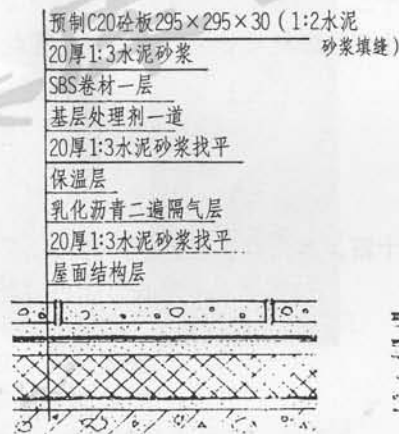 预制C20砼板295×295×30(1:2水泥
砂浆填缝)
20厚1:3水泥砂浆
SBS卷材一层
基层处理剂一道
20厚1:3水泥砂浆找平
保温层
乳化沥青二遍隔气层
20厚1:3水泥砂浆找平
屋面结构层